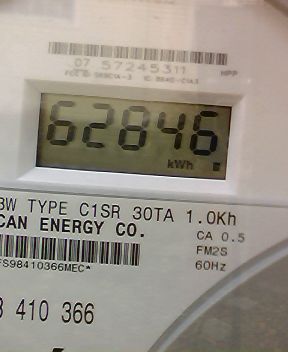 07 57245311
62846
kWh
3W TYPE C1SR 30TA 1.0Kh
CAN ENERGY CO.
CA 0.5
FM2S
60Hz
FS98410366MEC*
8 410 366